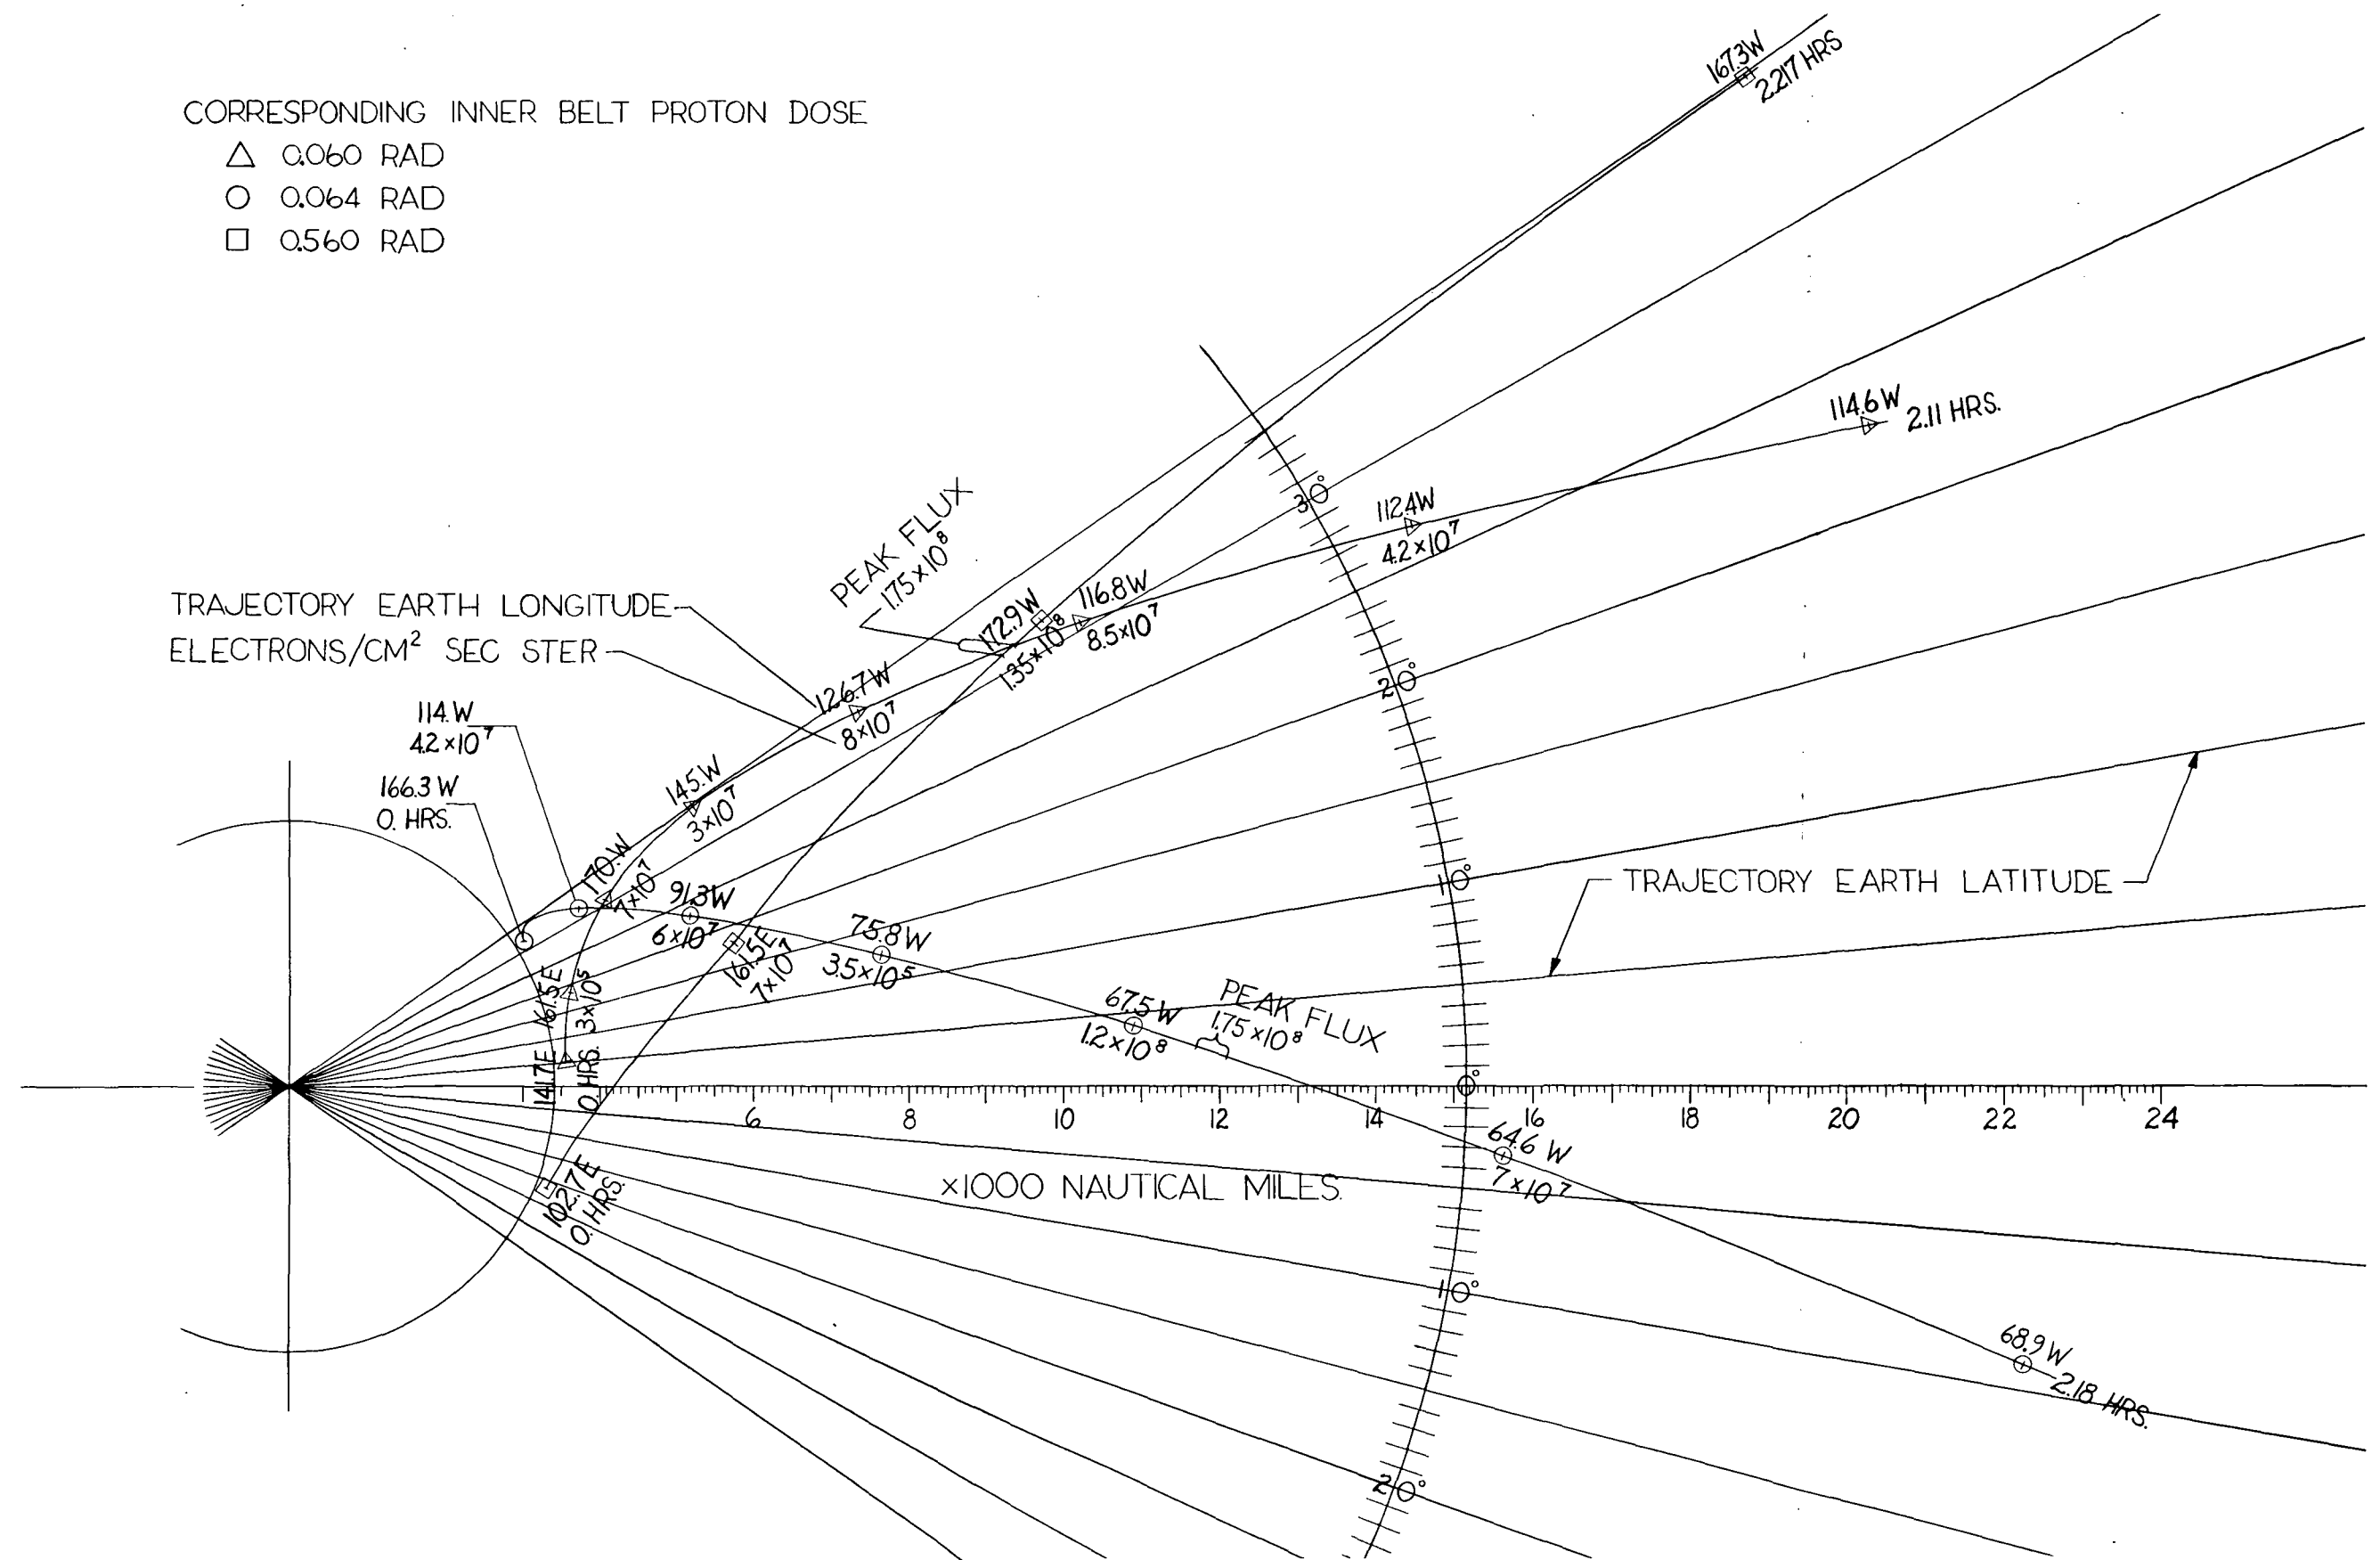 CORRESPONDING INNER BELT PROTON DOSE
△ 0.060 RAD
○ 0.064 RAD
□ 0.560 RAD
167.3W
2.217 HRS
114.6W
2.11 HRS.
112.4W
4.2×10⁷
30°
PEAK FLUX
1.75×10⁸
172.9W
1.35×10⁸
116.8W
8.5×10⁷
TRAJECTORY EARTH LONGITUDE
ELECTRONS/CM² SEC STER
126.7W
8×10⁷
20°
114.W
4.2×10⁷
166.3 W
0. HRS.
145.W
3×10⁷
170.W
7×10⁷
91.3W
6×10⁷
161.5E
7×10⁷
75.8W
3.5×10⁵
10°
TRAJECTORY EARTH LATITUDE
161.5E
3×10⁵
141.7E
0. HRS.
67.5W
1.2×10⁸
PEAK FLUX
1.75×10⁸
0°
6 8 10 12 14 16 18 20 22 24
×1000 NAUTICAL MILES.
64.6 W
7×10⁷
102.7E
0. HRS.
10°
68.9W
2.18 HRS.
20°